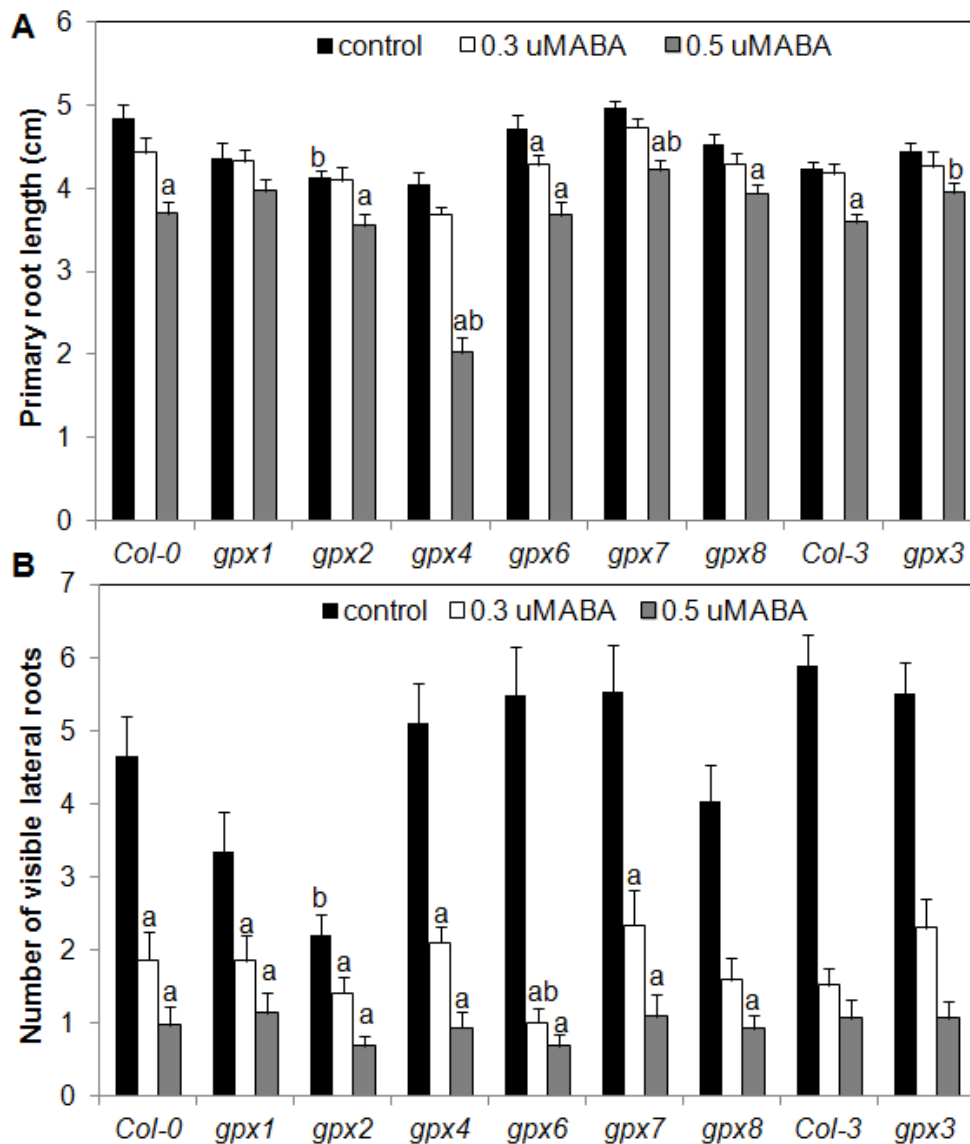 A
6
control 0.3 uMABA 0.5 uMABA
5
4
3
2
1
0
Primary root length (cm)
a
b
a
ab
a
a
ab
a
a
b
Col-0 gpx1 gpx2 gpx4 gpx6 gpx7 gpx8 Col-3 gpx3
B
7
control 0.3 uMABA 0.5 uMABA
6
5
4
3
2
1
0
Number of visible lateral roots
a
a
a
a
b
a
a
a
a
ab
a
a
a
a
Col-0 gpx1 gpx2 gpx4 gpx6 gpx7 gpx8 Col-3 gpx3